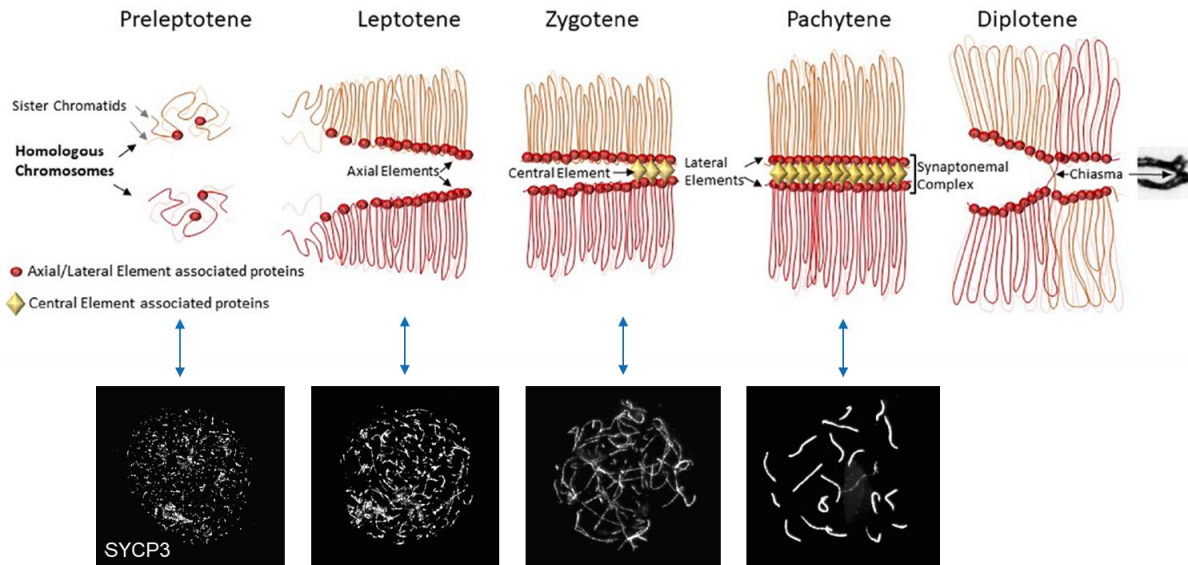 Preleptotene
Leptotene
Zygotene
Pachytene
Diplotene
Sister Chromatids
Homologous
Chromosomes
Axial Elements
Central Element
Lateral
Elements
Synaptonemal
Complex
Chiasma
Axial/Lateral Element associated proteins
Central Element associated proteins
SYCP3